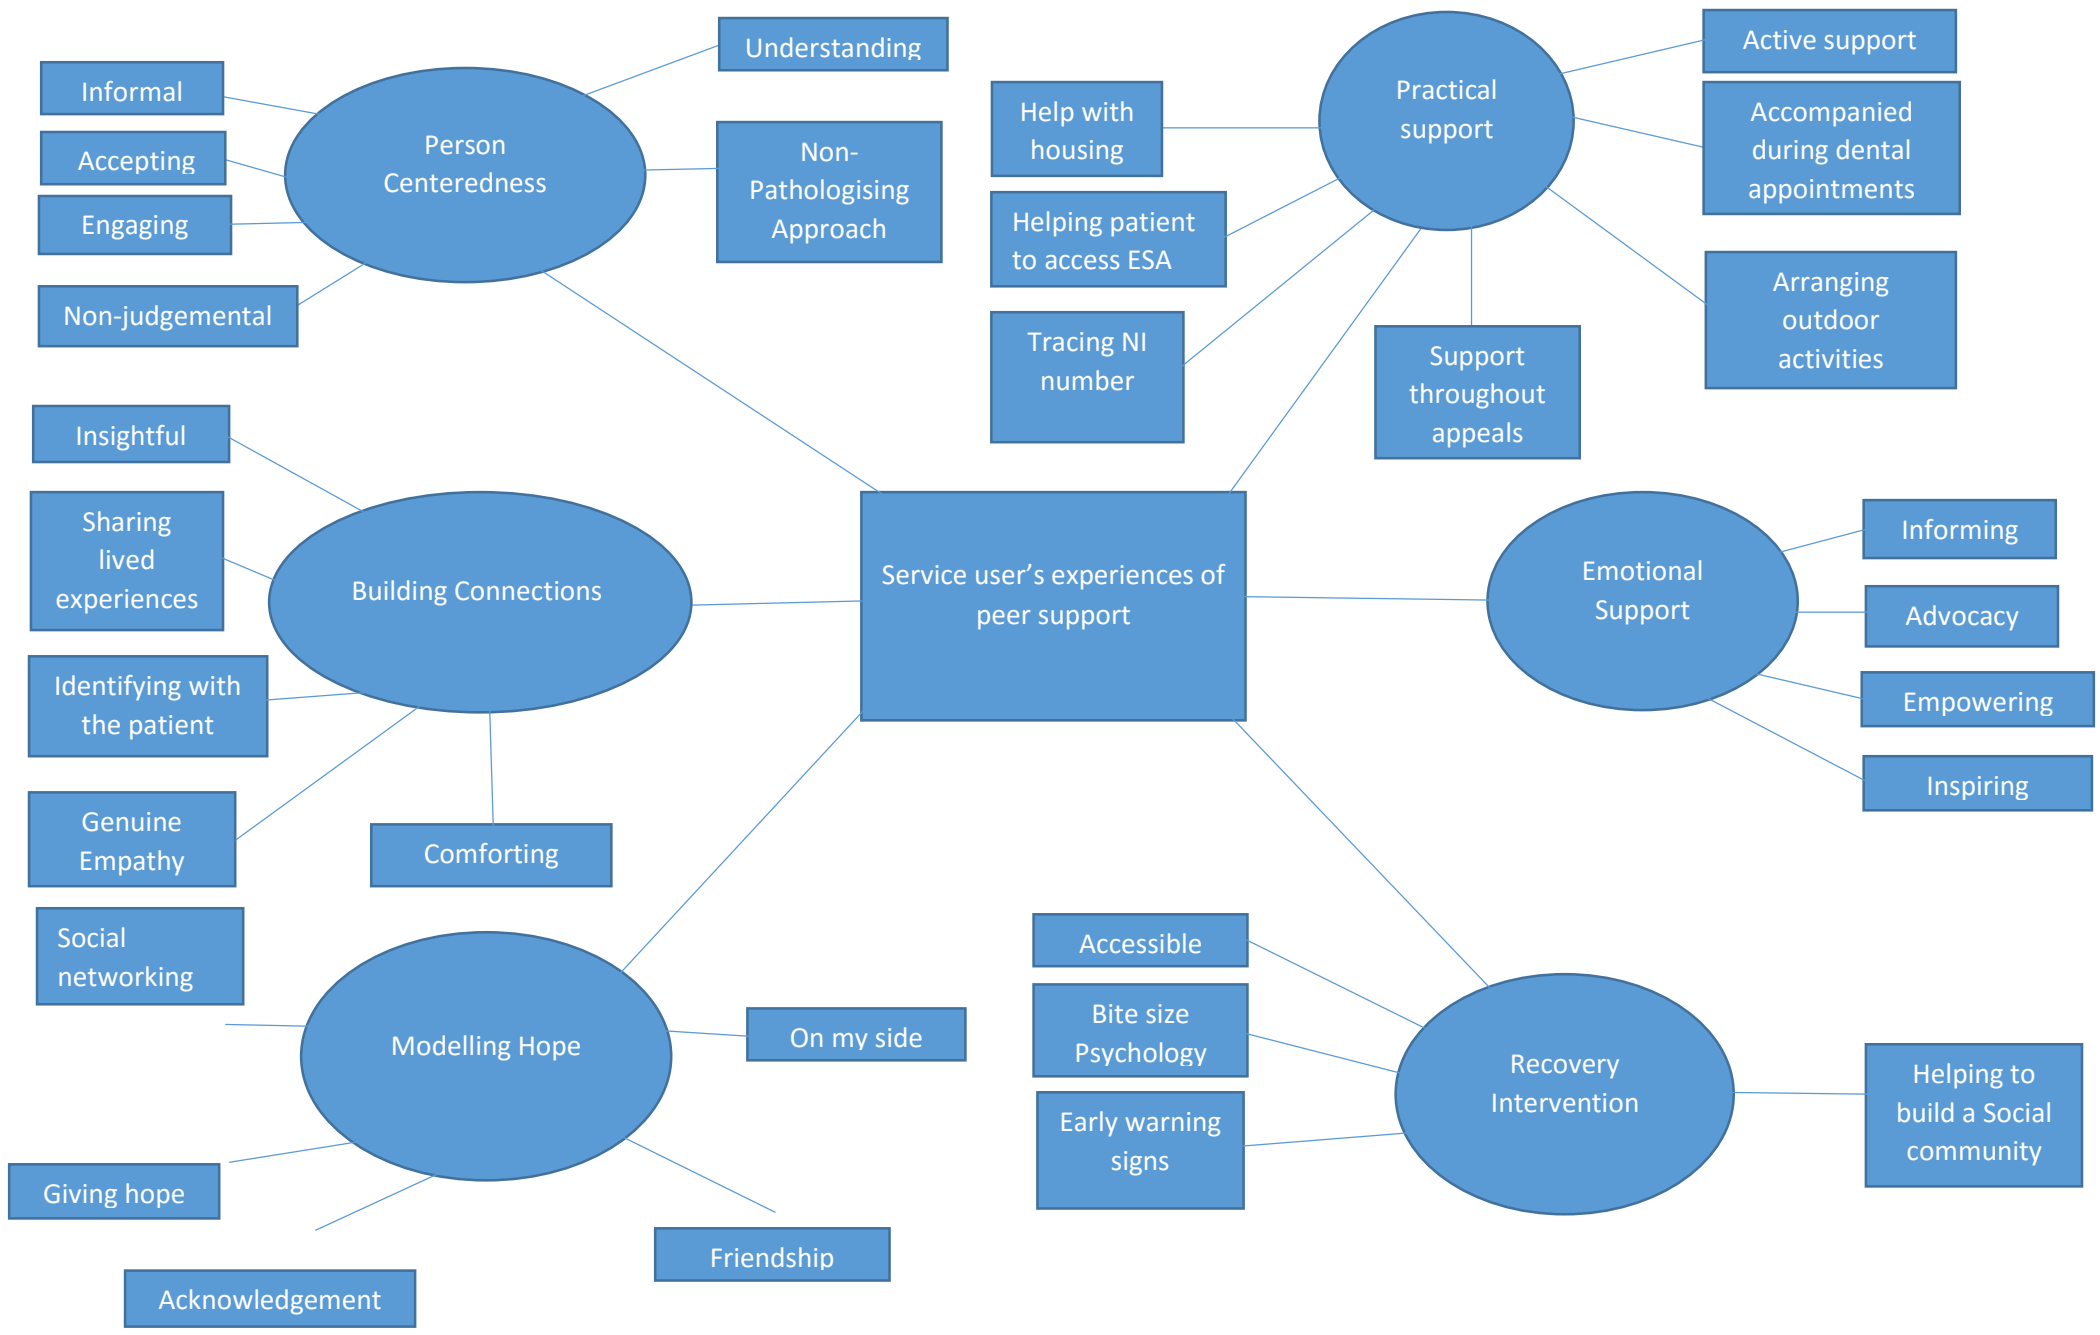 Understanding
Informal
Accepting
Engaging
Non-judgemental
Person
Centeredness
Non-
Pathologising
Approach
Help with
housing
Helping patient
to access ESA
Tracing NI
number
Practical
support
Support
throughout
appeals
Active support
Accompanied
during dental
appointments
Arranging
outdoor
activities
Insightful
Sharing
lived
experiences
Identifying with
the patient
Genuine
Empathy
Building Connections
Comforting
Service user’s experiences of
peer support
Emotional
Support
Informing
Advocacy
Empowering
Inspiring
Social
networking
Modelling Hope
On my side
Giving hope
Acknowledgement
Friendship
Accessible
Bite size
Psychology
Early warning
signs
Recovery
Intervention
Helping to
build a Social
community